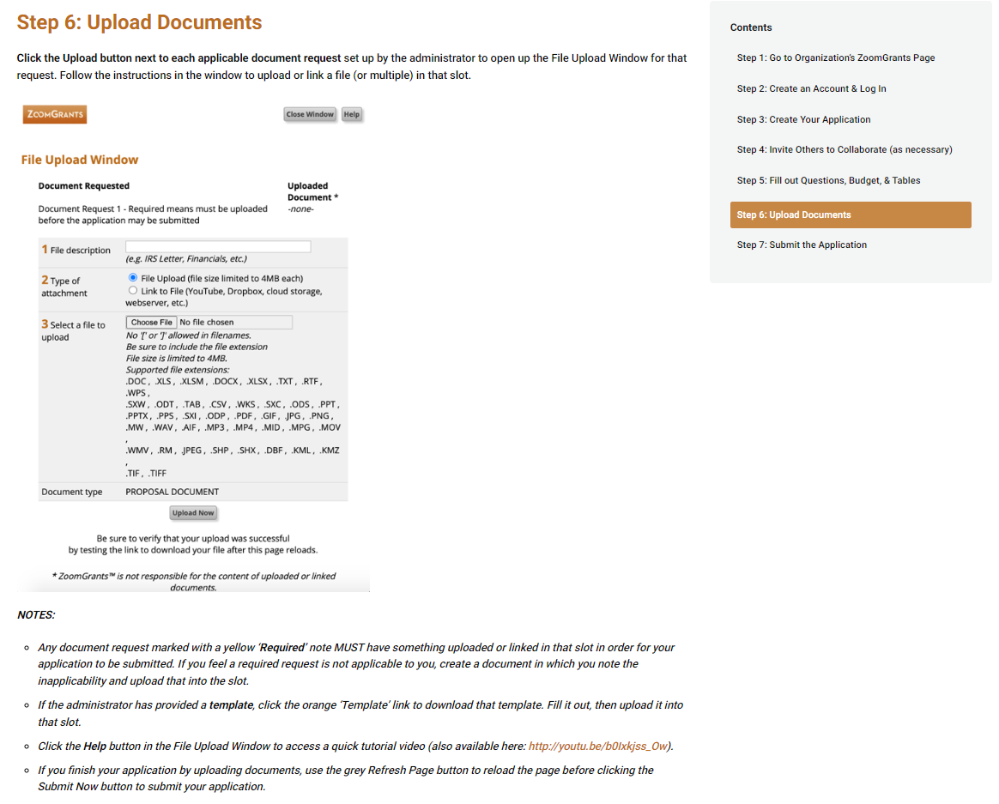 Step 6: Upload Documents
Click the Upload button next to each applicable document request set up by the administrator to open up the File Upload Window for that
request. Follow the instructions in the window to upload or link a file (or multiple) in that slot.
ZOOMGRANTS
Close Window Help
File Upload Window
Document Requested
Uploaded
Document *
Document Request 1 - Required means must be uploaded
before the application may be submitted
-none-
1 File description
(e.g. IRS Letter, Financials, etc.)
2 Type of
attachment
File Upload (file size limited to 4MB each)
Link to File (YouTube, Dropbox, cloud storage,
webserver, etc.)
3 Select a file to
upload
Choose File No file chosen
No '[' or ']' allowed in filenames.
Be sure to include the file extension
File size is limited to 4MB.
Supported file extensions:
.DOC , .XLS , .XLSM , .DOCX , .XLSX , .TXT , .RTF ,
.WPS ,
.SXW , .ODT , .TAB , .CSV , .WKS , .SXC , .ODS , .PPT ,
.PPTX , .PPS , .SXI , .ODP , .PDF , .GIF , .JPG , .PNG ,
.MW , .WAV , .AIF , .MP3 , .MP4 , .MID , .MPG , .MOV
,
.WMV , .RM , .JPEG , .SHP , .SHX , .DBF , .KML , .KMZ
,
.TIF , .TIFF
Document type PROPOSAL DOCUMENT
Upload Now
Be sure to verify that your upload was successful
by testing the link to download your file after this page reloads.
* ZoomGrants™ is not responsible for the content of uploaded or linked
documents.
NOTES:
Any document request marked with a yellow ‘Required’ note MUST have something uploaded or linked in that slot in order for your
application to be submitted. If you feel a required request is not applicable to you, create a document in which you note the
inapplicability and upload that into the slot.
If the administrator has provided a template, click the orange ‘Template’ link to download that template. Fill it out, then upload it into
that slot.
Click the Help button in the File Upload Window to access a quick tutorial video (also available here: http://youtu.be/b0Ixkjss_Ow).
If you finish your application by uploading documents, use the grey Refresh Page button to reload the page before clicking the
Submit Now button to submit your application.
Contents
Step 1: Go to Organization's ZoomGrants Page
Step 2: Create an Account & Log In
Step 3: Create Your Application
Step 4: Invite Others to Collaborate (as necessary)
Step 5: Fill out Questions, Budget, & Tables
Step 6: Upload Documents
Step 7: Submit the Application